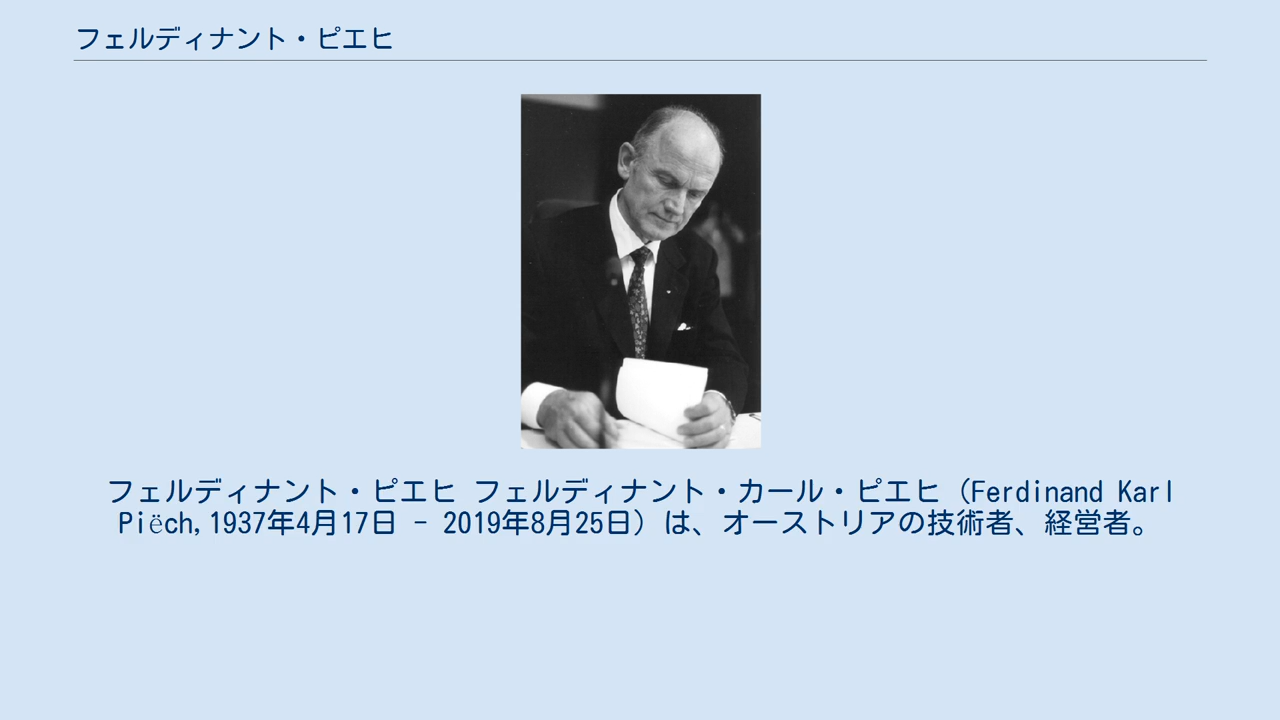 フェルディナント・ピエヒ
フェルディナント・ピエヒ フェルディナント・カール・ピエヒ（Ferdinand Karl
Piëch, 1937年4月17日 - 2019年8月25日）は、オーストリアの技術者、経営者。